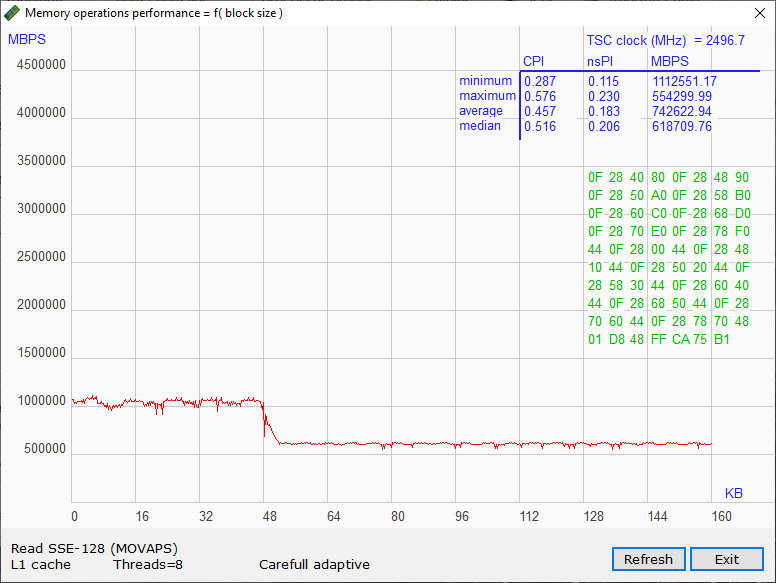 Memory operations performance = f( block size )
MBPS
TSC clock (MHz) = 2496.7
CPI nsPI MBPS
minimum 0.287 0.115 1112551.17
maximum 0.576 0.230 554299.99
average 0.457 0.183 742622.94
median 0.516 0.206 618709.76
4500000
4000000
3500000
3000000
2500000
2000000
1500000
1000000
500000
0F 28 40 80 0F 28 48 90
0F 28 50 A0 0F 28 58 B0
0F 28 60 C0 0F 28 68 D0
0F 28 70 E0 0F 28 78 F0
44 0F 28 00 44 0F 28 48
10 44 0F 28 50 20 44 0F
28 58 30 44 0F 28 60 40
44 0F 28 68 50 44 0F 28
70 60 44 0F 28 78 70 48
01 D8 48 FF CA 75 B1
KB
0 16 32 48 64 80 96 112 128 144 160
Read SSE-128 (MOVAPS)
L1 cache Threads=8 Carefull adaptive
Refresh Exit